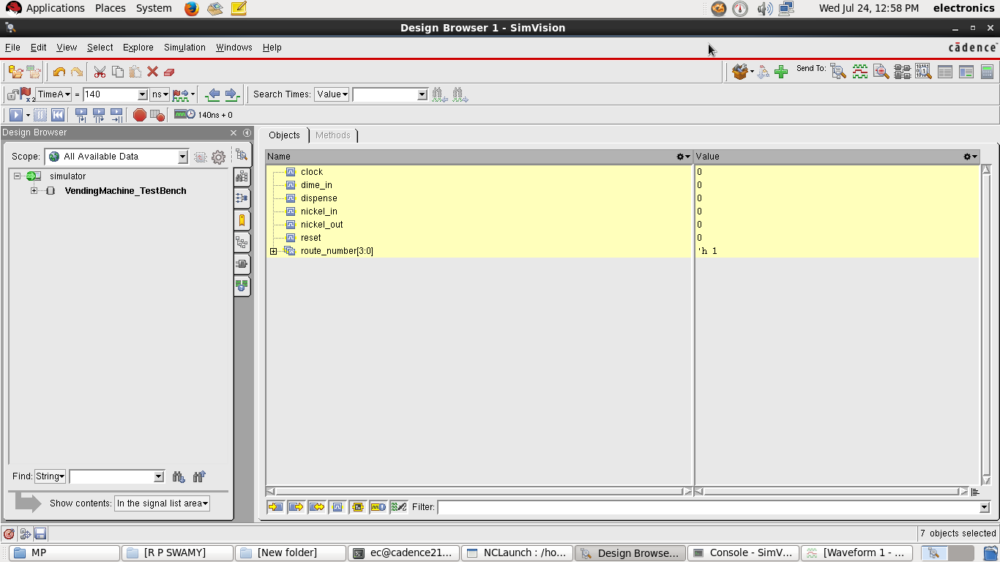 Applications Places System Wed Jul 24, 12:58 PM electronics
Design Browser 1 - SimVision
File Edit View Select Explore Simulation Windows Help cādence
Send To:
TimeA = 140 ns Search Times: Value
140ns + 0
Design Browser
Objects Methods
Scope: All Available Data
Name Value
simulator
VendingMachine_TestBench
clock 0
dime_in 0
dispense 0
nickel_in 0
nickel_out 0
reset 0
route_number[3:0] 'h 1
Find: String
Show contents: In the signal list area
Filter:
7 objects selected
MP [R P SWAMY] [New folder] ec@cadence21... NCLaunch : /ho... Design Browse... Console - SimV... [Waveform 1 - ...